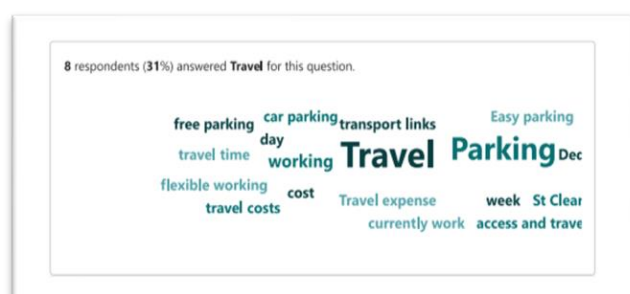 8 respondents (31%) answered Travel for this question.
free parking car parking transport links Easy parking
day
travel time working Travel Parking Dec
flexible working cost
travel costs Travel expense week St Clear
currently work access and trave